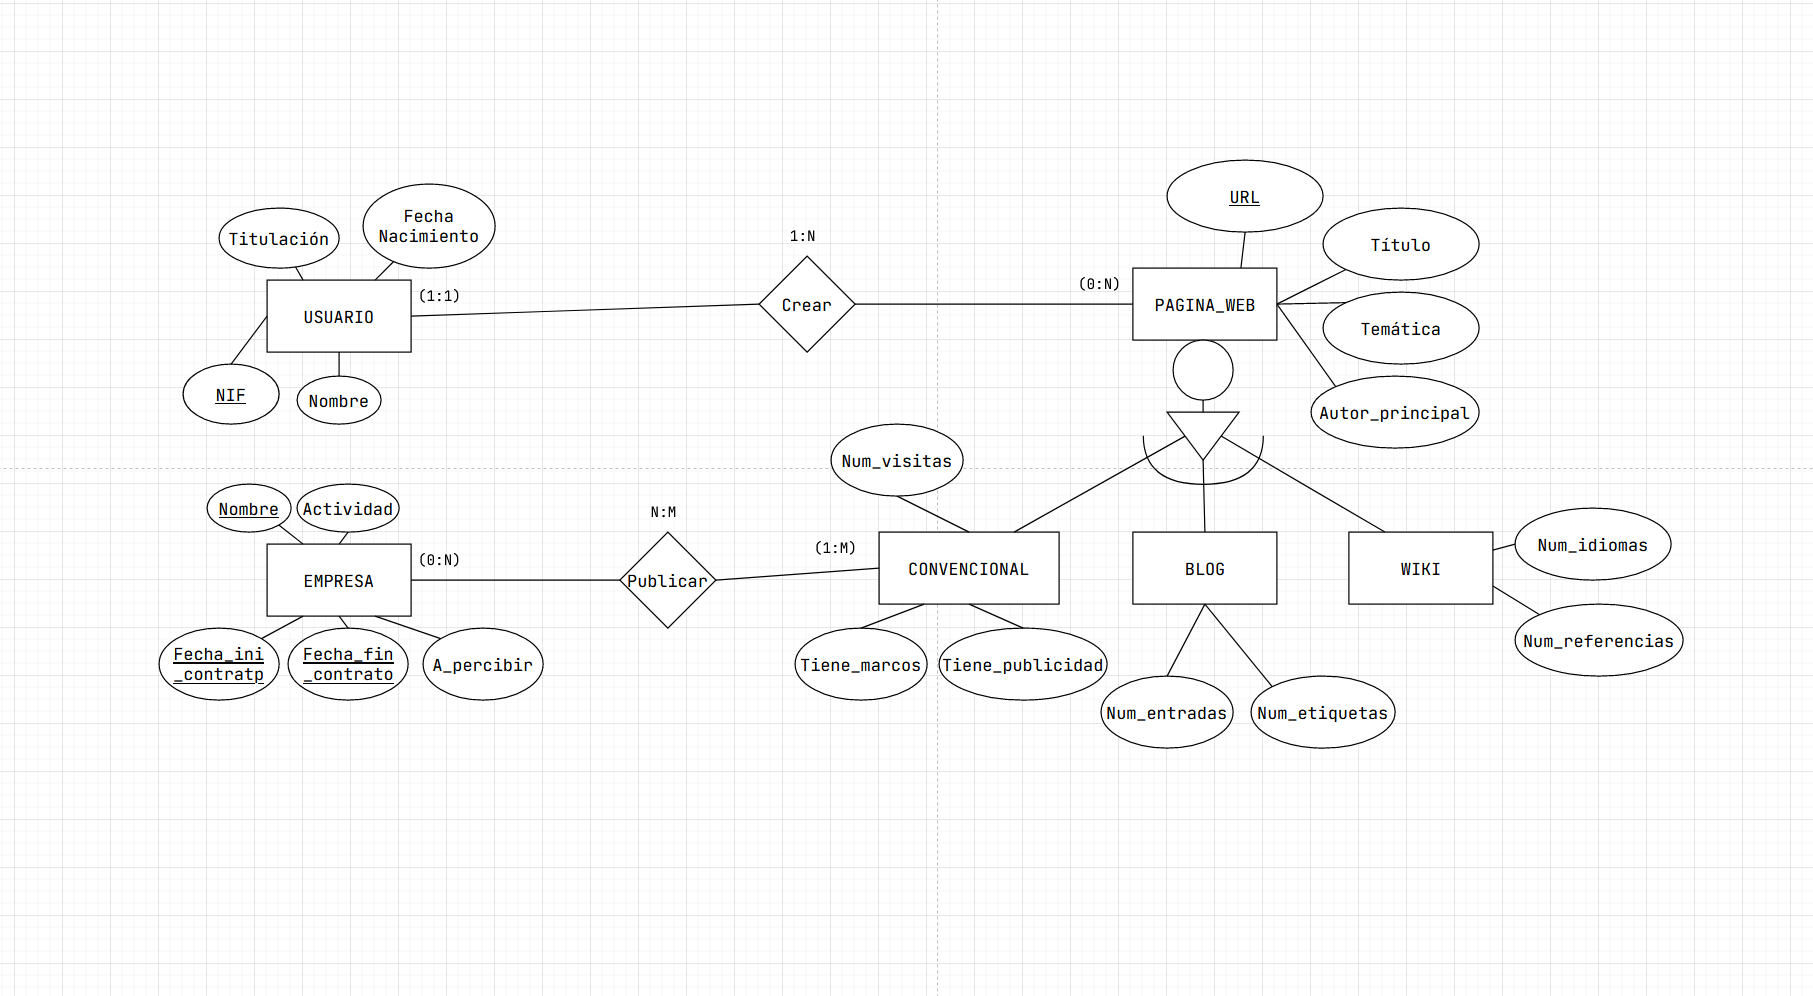 URL
Fecha
Nacimiento
Titulación
1:N
Título
(1:1)
(0:N)
USUARIO
Crear
PAGINA_WEB
Temática
NIF
Nombre
Autor_principal
Num_visitas
Nombre
Actividad
N:M
(0:N)
(1:M)
EMPRESA
Publicar
CONVENCIONAL
BLOG
WIKI
Num_idiomas
Num_referencias
Fecha_ini
_contratp
Fecha_fin
_contrato
A_percibir
Tiene_marcos
Tiene_publicidad
Num_entradas
Num_etiquetas